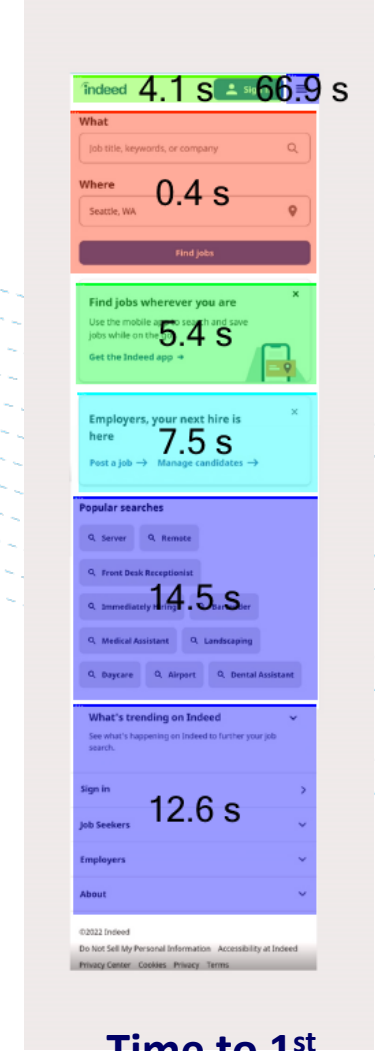 indeed 4.1 s 66.9 s
What
Job title, keywords, or company
Where
0.4 s
Seattle, WA
Find jobs
Find jobs wherever you are
Use the mobile app to search and save
jobs while on the
5.4 s
Get the Indeed app →
Employers, your next hire is
here
7.5 s
Post a job → Manage candidates →
Popular searches
Server Remote
Front Desk Receptionist
14.5 s
Immediately
Medical Assistant Landscaping
Daycare Airport Dental Assistant
What's trending on Indeed
See what's happening on Indeed to further your job
search.
Sign in
12.6 s
Job Seekers
Employers
About
©2022 Indeed
Do Not Sell My Personal Information Accessibility at Indeed
Privacy Center Cookies Privacy Terms
Time to 1st